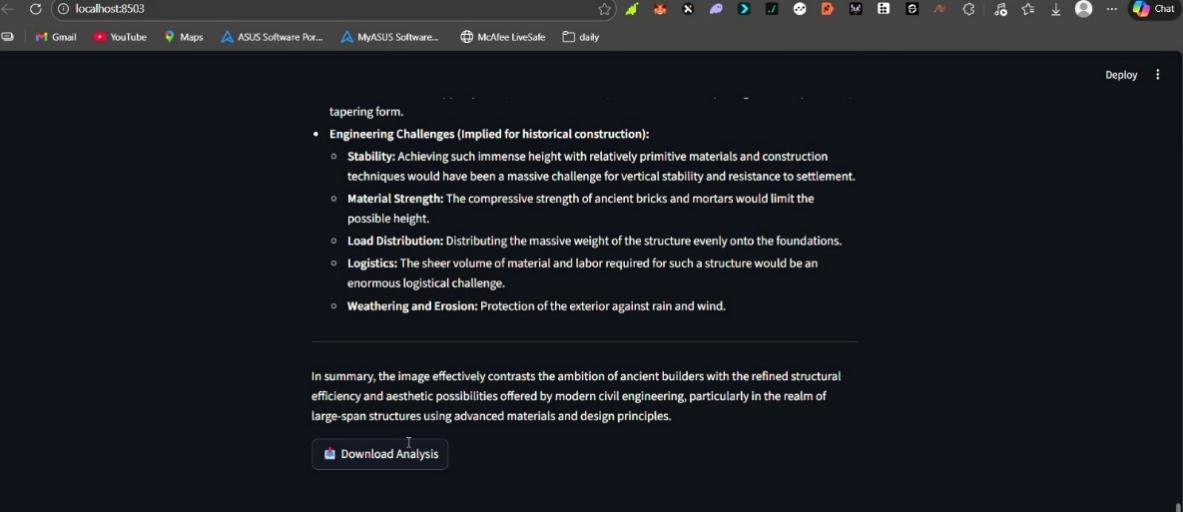 localhost:8503
Chat
Gmail
YouTube
Maps
ASUS Software Por...
MyASUS Software...
McAfee LiveSafe
daily
Deploy
tapering form.
Engineering Challenges (Implied for historical construction):
Stability: Achieving such immense height with relatively primitive materials and construction
techniques would have been a massive challenge for vertical stability and resistance to settlement.
Material Strength: The compressive strength of ancient bricks and mortars would limit the
possible height.
Load Distribution: Distributing the massive weight of the structure evenly onto the foundations.
Logistics: The sheer volume of material and labor required for such a structure would be an
enormous logistical challenge.
Weathering and Erosion: Protection of the exterior against rain and wind.
In summary, the image effectively contrasts the ambition of ancient builders with the refined structural
efficiency and aesthetic possibilities offered by modern civil engineering, particularly in the realm of
large-span structures using advanced materials and design principles.
Download Analysis